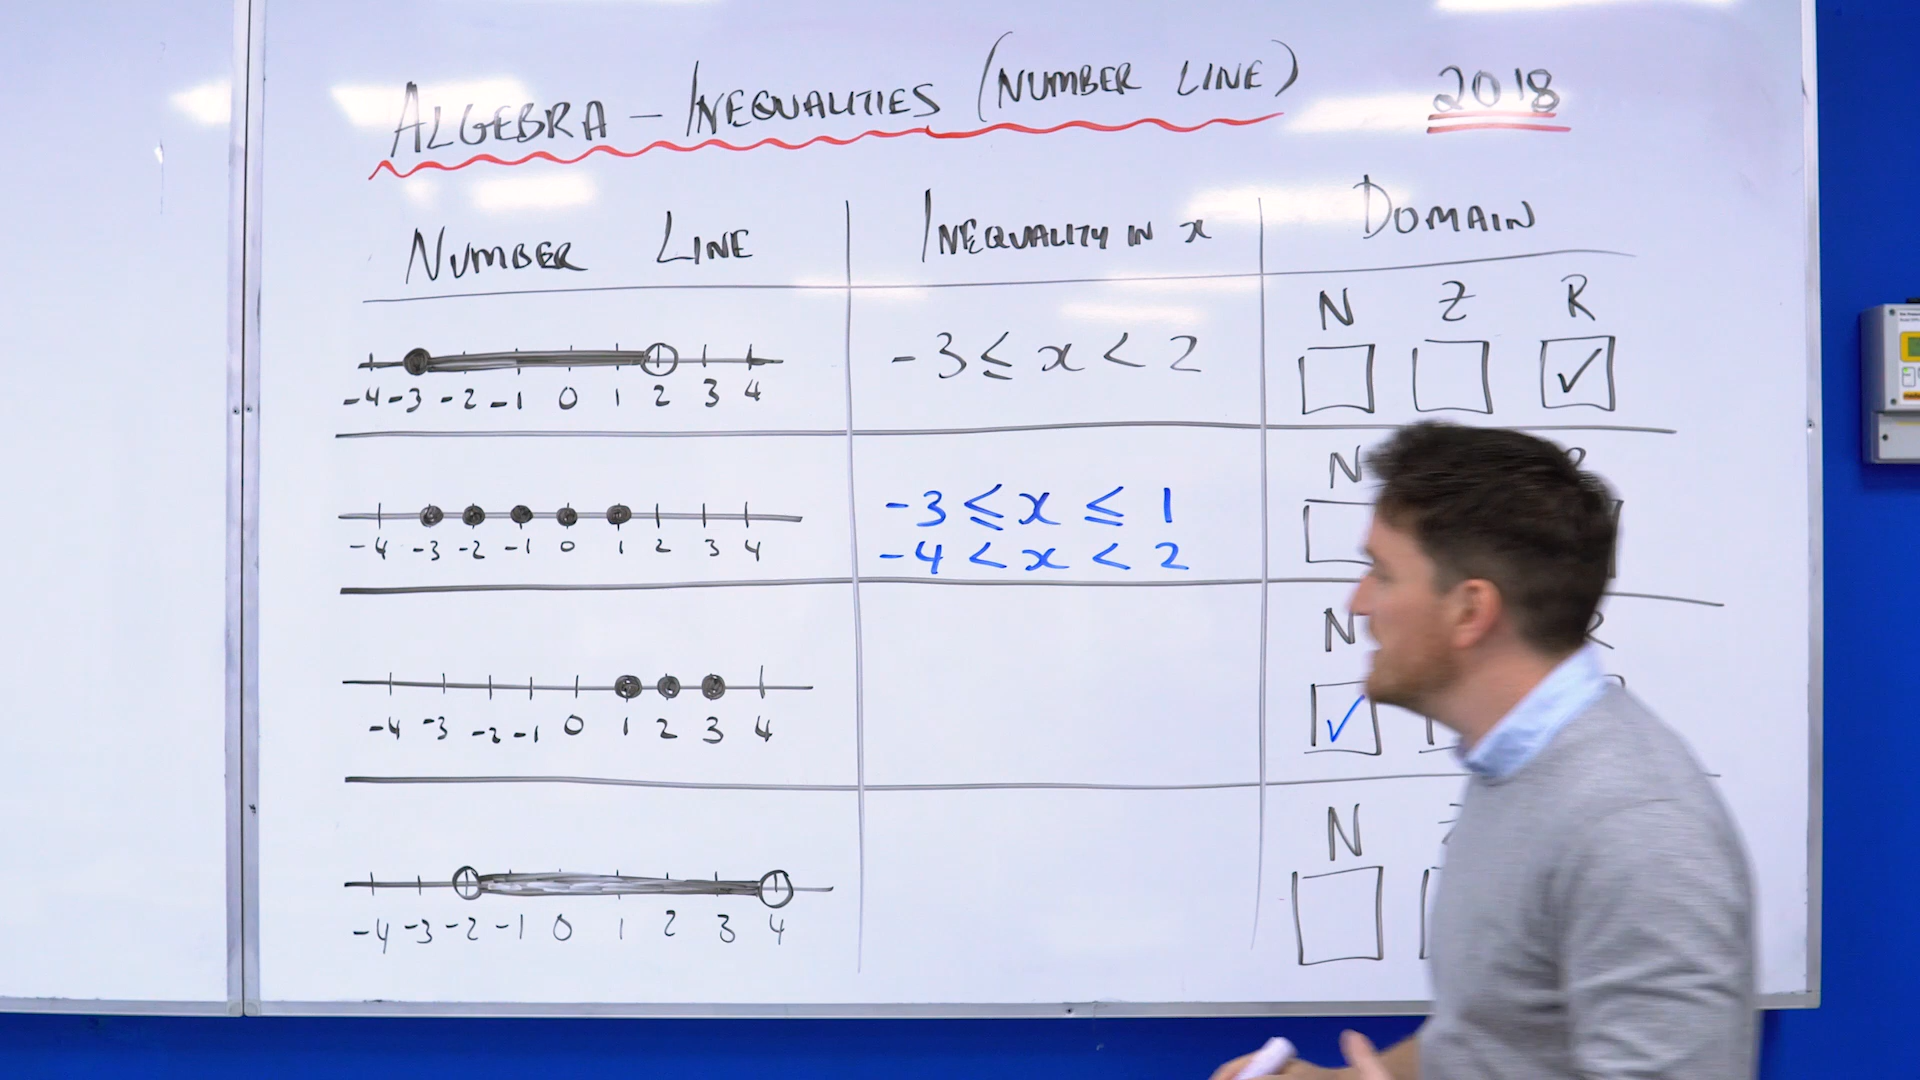 ALGEBRA - INEQUALITIES (NUMBER LINE) 2018
NUMBER LINE INEQUALITY IN x DOMAIN
N Z R
-3 ≤ x < 2 ✓
-4 -3 -2 -1 0 1 2 3 4
N
-3 ≤ x ≤ 1
-4 -3 -2 -1 0 1 2 3 4
-4 < x < 2
N
✓
-4 -3 -2 -1 0 1 2 3 4
N
-4 -3 -2 -1 0 1 2 3 4